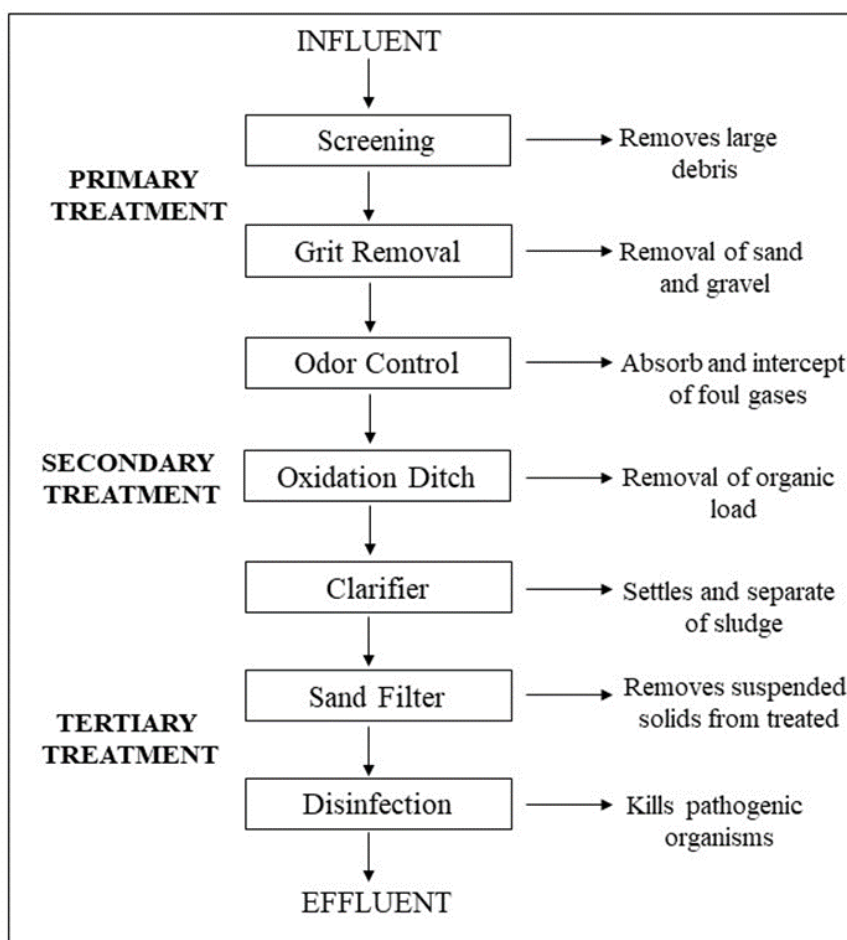 INFLUENT
Screening
Removes large
debris
PRIMARY
TREATMENT
Grit Removal
Removal of sand
and gravel
Odor Control
Absorb and intercept
of foul gases
SECONDARY
TREATMENT
Oxidation Ditch
Removal of organic
load
Clarifier
Settles and separate
of sludge
Sand Filter
Removes suspended
solids from treated
TERTIARY
TREATMENT
Disinfection
Kills pathogenic
organisms
EFFLUENT